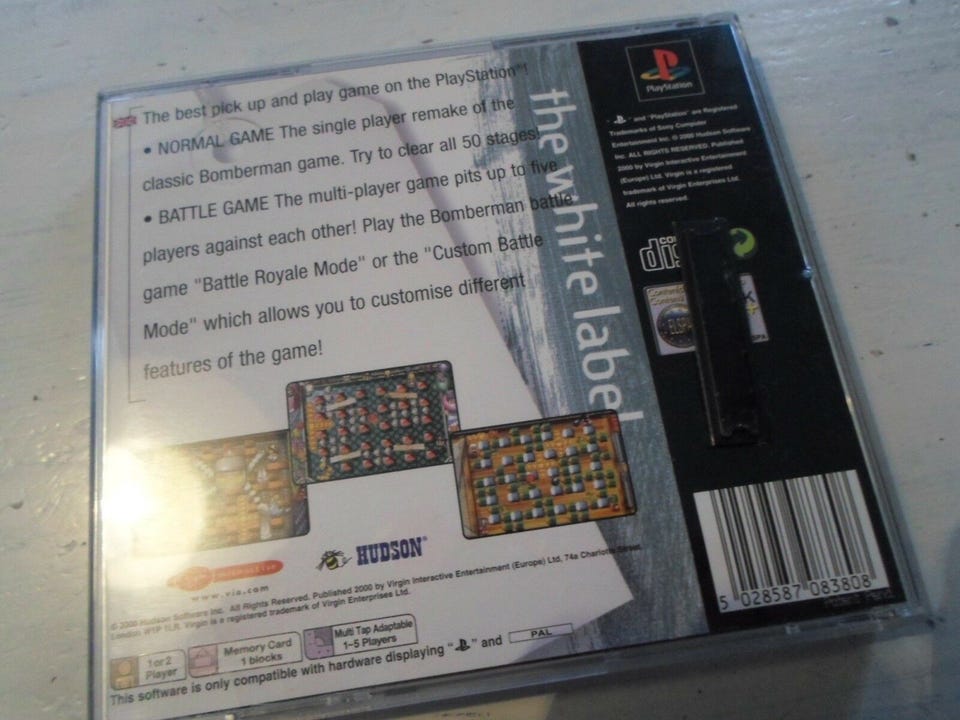 The best pick up and play game on the PlayStation™!
• NORMAL GAME The single player remake of the
classic Bomberman game. Try to clear all 50 stages!
• BATTLE GAME The multi-player game pits up to five
players against each other! Play the Bomberman battle
game "Battle Royale Mode" or the "Custom Battle
Mode" which allows you to customise different
features of the game!
the white label
PlayStation
" " and "PlayStation" are Registered
Trademarks of Sony Computer
Entertainment Inc. © 2000 Hudson Software
Inc. ALL RIGHTS RESERVED. Published
2000 by Virgin Interactive Entertainment
(Europe) Ltd. Virgin is a registered
trademark of Virgin Enterprises Ltd.
All rights reserved.
ELSPA
HUDSON®
www.vie.com
© 2000 Hudson Software Inc. All Rights Reserved. Published 2000 by Virgin Interactive Entertainment (Europe) Ltd, 74a Charlotte Street,
London W1P 1LR. Virgin is a registered trademark of Virgin Enterprises Ltd.
1 or 2
Player
Memory Card
1 blocks
Multi Tap Adaptable
1-5 Players
This software is only compatible with hardware displaying " " and PAL
5 028587 083808